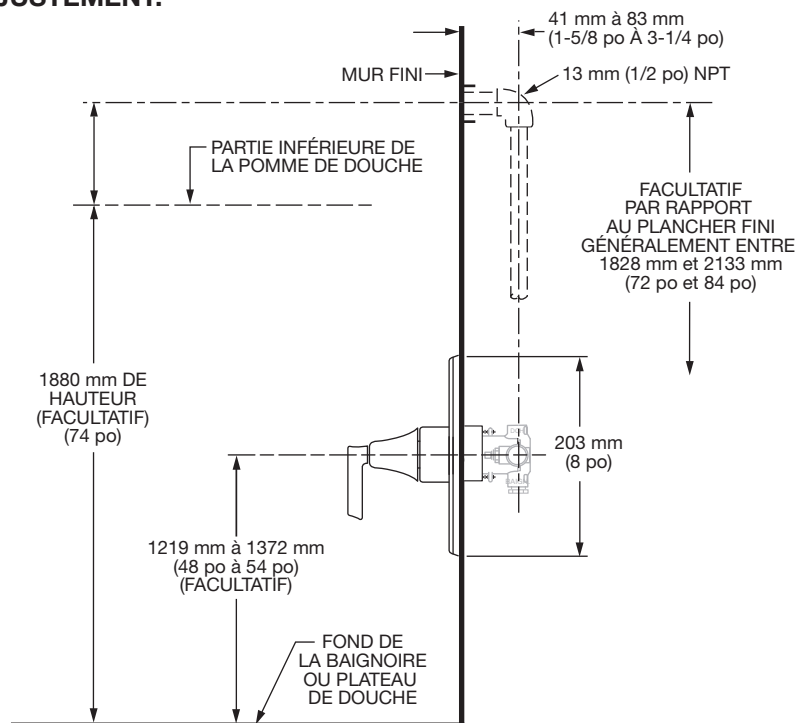 JUSTEMENT:
41 mm à 83 mm
(1-5/8 po À 3-1/4 po)
MUR FINI
13 mm (1/2 po) NPT
PARTIE INFÉRIEURE DE
LA POMME DE DOUCHE
FACULTATIF
PAR RAPPORT
AU PLANCHER FINI
GÉNÉRALEMENT ENTRE
1828 mm et 2133 mm
(72 po et 84 po)
1880 mm DE
HAUTEUR
(FACULTATIF)
(74 po)
203 mm
(8 po)
1219 mm à 1372 mm
(48 po à 54 po)
(FACULTATIF)
FOND DE
LA BAIGNOIRE
OU PLATEAU
DE DOUCHE